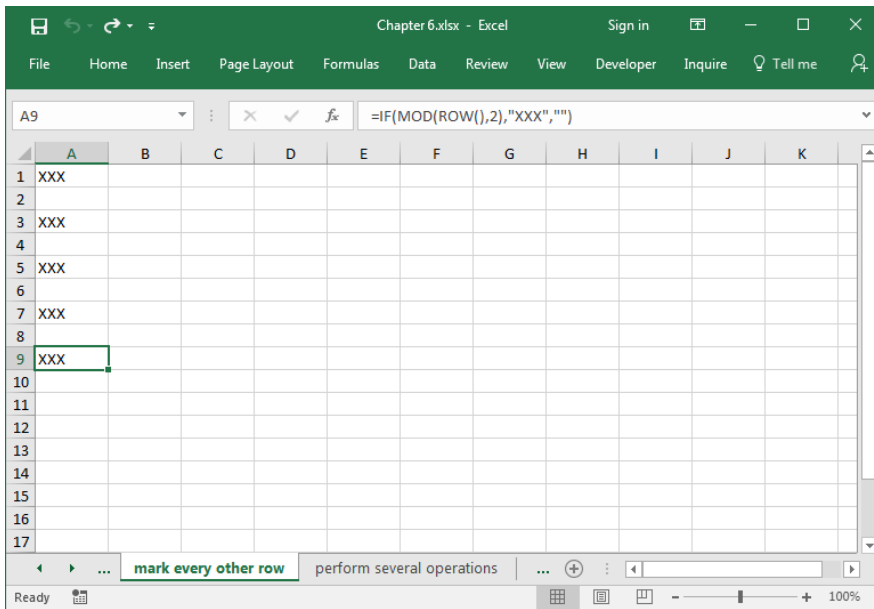 Chapter 6.xlsx - Excel Sign in
File Home Insert Page Layout Formulas Data Review View Developer Inquire Tell me
A9 fx =IF(MOD(ROW(),2),"XXX","")
A B C D E F G H I J K
1 XXX
2
3 XXX
4
5 XXX
6
7 XXX
8
9 XXX
10
11
12
13
14
15
16
17
... mark every other row perform several operations ...
Ready 100%